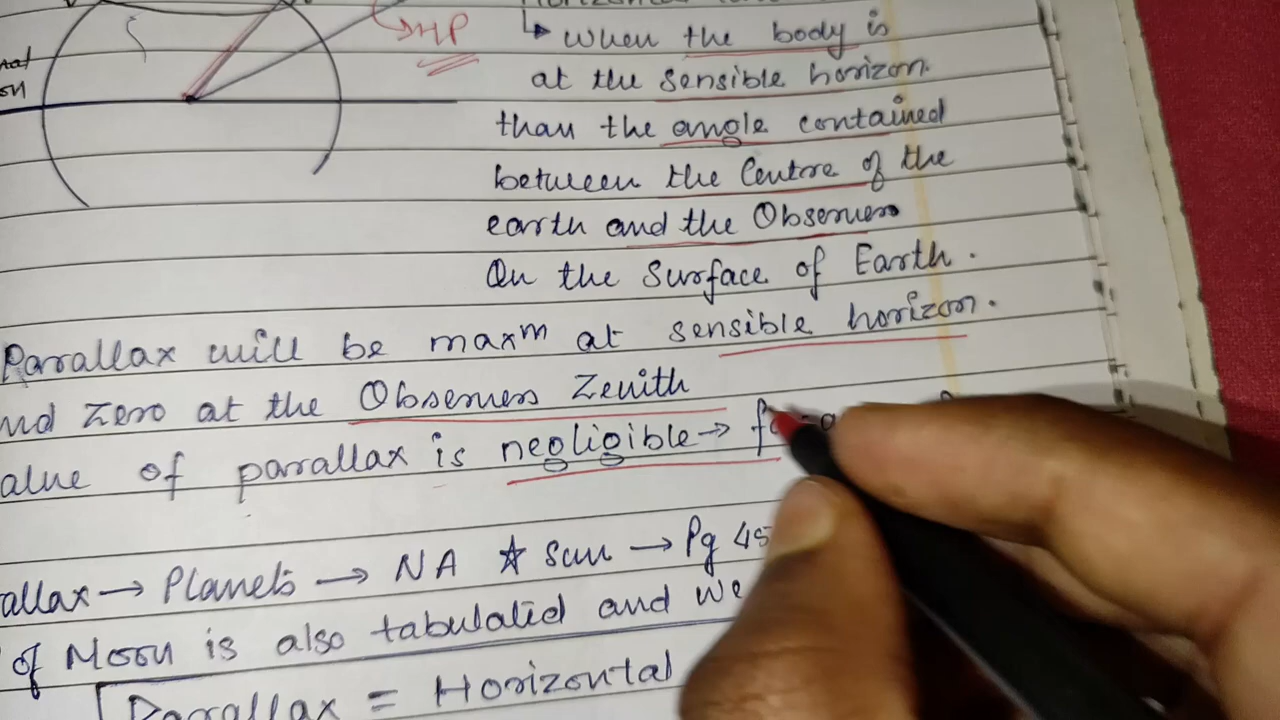 HP
When the body is
at the sensible horizon.
than the angle contained
between the Centre of the
earth and the Observers
On the Surface of Earth.
Parallax will be maxᵐ at sensible horizon.
nd Zero at the Observers Zenith
alue of parallax is negligible →
allax → Planets → NA ☆ Sun → Pg 45
of Moon is also tabulated and we
Parallax = Horizontal